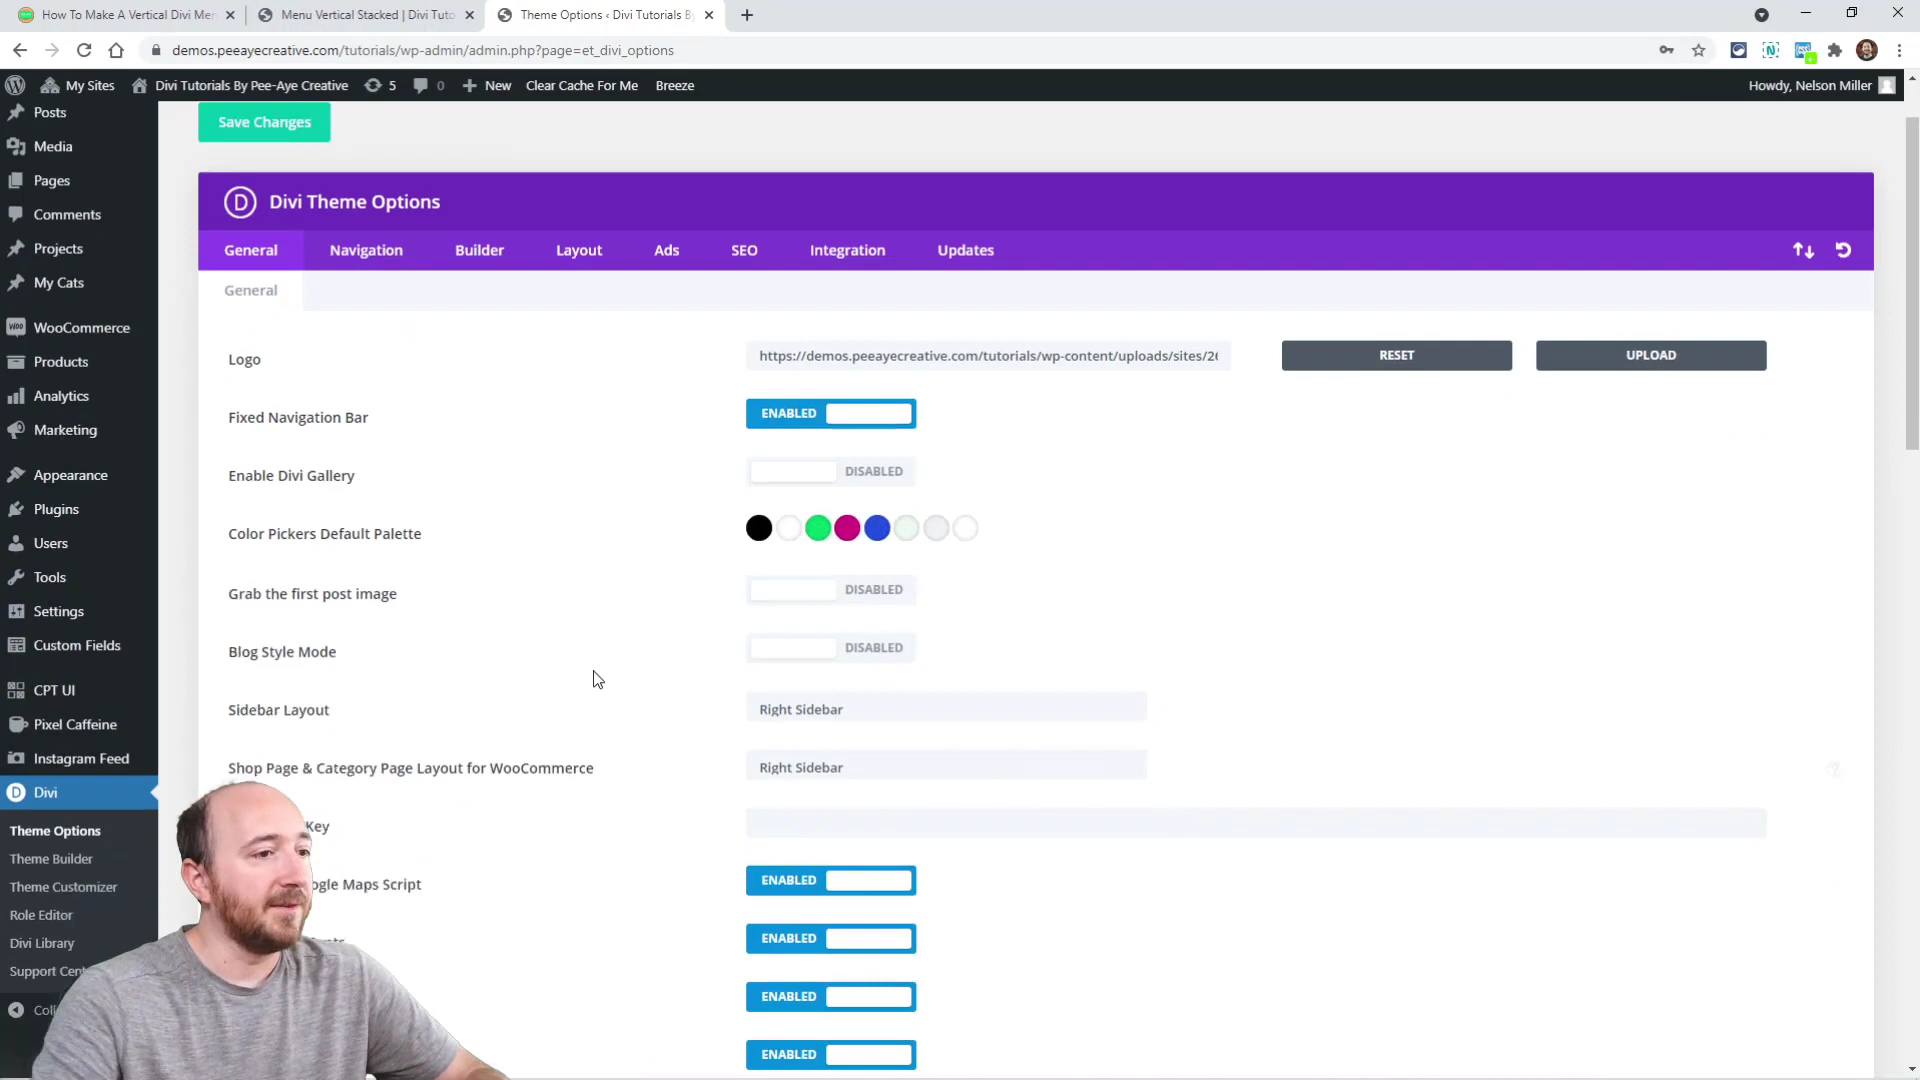 How To Make A Vertical Divi Men
Menu Vertical Stacked | Divi Tuto
Theme Options ‹ Divi Tutorials B
demos.peeayecreative.com/tutorials/wp-admin/admin.php?page=et_divi_options
My Sites
Divi Tutorials By Pee-Aye Creative
5
0
New
Clear Cache For Me
Breeze
Howdy, Nelson Miller
Posts
Media
Pages
Comments
Projects
My Cats
WooCommerce
Products
Analytics
Marketing
Appearance
Plugins
Users
Tools
Settings
Custom Fields
CPT UI
Pixel Caffeine
Instagram Feed
Divi
Theme Options
Theme Builder
Theme Customizer
Role Editor
Divi Library
Support Cent
Coll
Save Changes
D Divi Theme Options
General Navigation Builder Layout Ads SEO Integration Updates
General
Logo
https://demos.peeayecreative.com/tutorials/wp-content/uploads/sites/26
RESET
UPLOAD
Fixed Navigation Bar
ENABLED
Enable Divi Gallery
DISABLED
Color Pickers Default Palette
Grab the first post image
DISABLED
Blog Style Mode
DISABLED
Sidebar Layout
Right Sidebar
Shop Page & Category Page Layout for WooCommerce
Right Sidebar
Key
ogle Maps Script
ENABLED
ENABLED
ENABLED
ENABLED